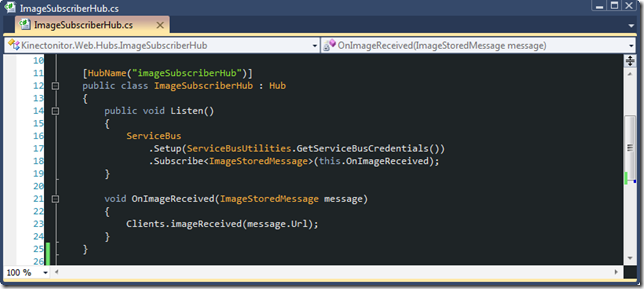 ImageSubscriberHub.cs
ImageSubscriberHub.cs
Kinectonitor.Web.Hubs.ImageSubscriberHub
OnImageReceived(ImageStoredMessage message)
10
11 [HubName("imageSubscriberHub")]
12 public class ImageSubscriberHub : Hub
13 {
14 public void Listen()
15 {
16 ServiceBus
17 .Setup(ServiceBusUtilities.GetServiceBusCredentials())
18 .Subscribe<ImageStoredMessage>(this.OnImageReceived);
19 }
20
21 void OnImageReceived(ImageStoredMessage message)
22 {
23 Clients.imageReceived(message.Url);
24 }
25 }
26
100 %